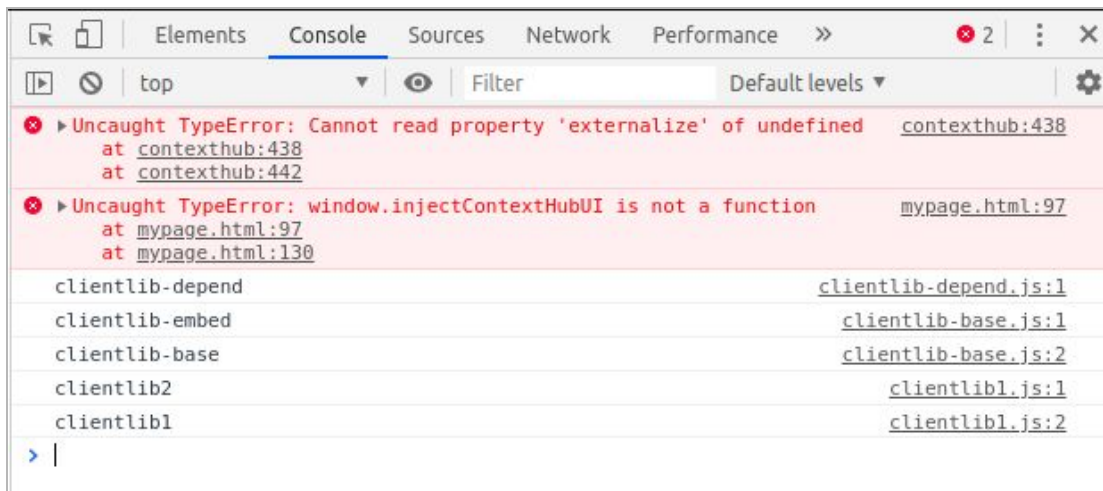 Elements Console Sources Network Performance » 2
top Filter Default levels
Uncaught TypeError: Cannot read property 'externalize' of undefined contexthub:438
at contexthub:438
at contexthub:442
Uncaught TypeError: window.injectContextHubUI is not a function mypage.html:97
at mypage.html:97
at mypage.html:130
clientlib-depend clientlib-depend.js:1
clientlib-embed clientlib-base.js:1
clientlib-base clientlib-base.js:2
clientlib2 clientlib1.js:1
clientlib1 clientlib1.js:2